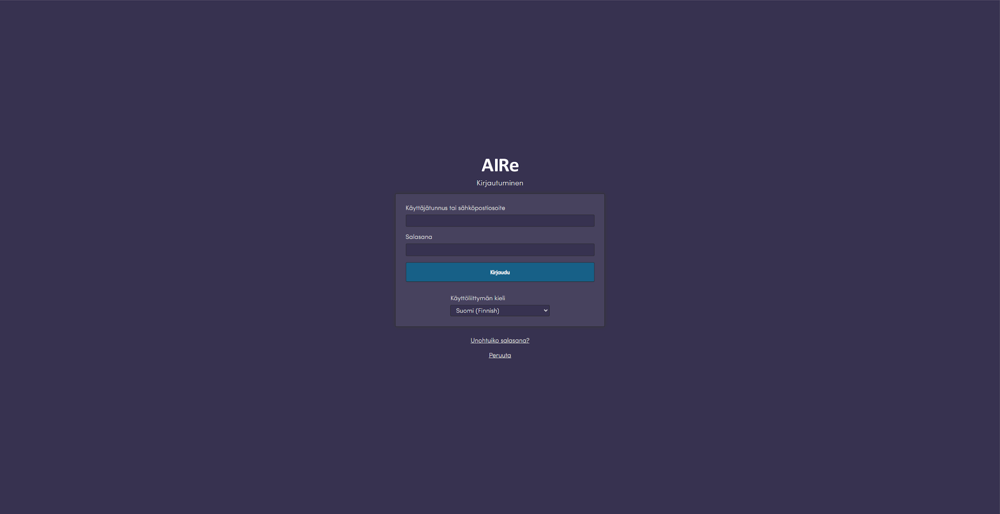 AIRe
Kirjautuminen
Käyttäjätunnus tai sähköpostiosoite
Salasana
Kirjaudu
Käyttöliittymän kieli
Suomi (Finnish)
Unohtuiko salasana?
Peruuta